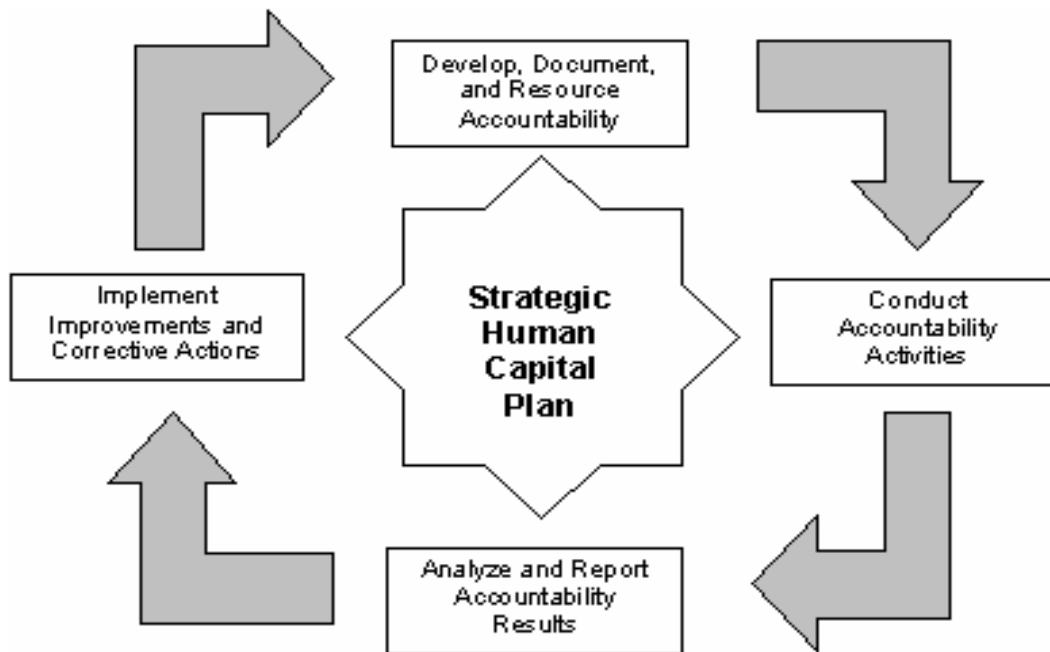 Develop, Document,
and Resource
Accountability
Implement
Improvements and
Corrective Actions
Strategic
Human
Capital
Plan
Conduct
Accountability
Activities
Analyze and Report
Accountability
Results